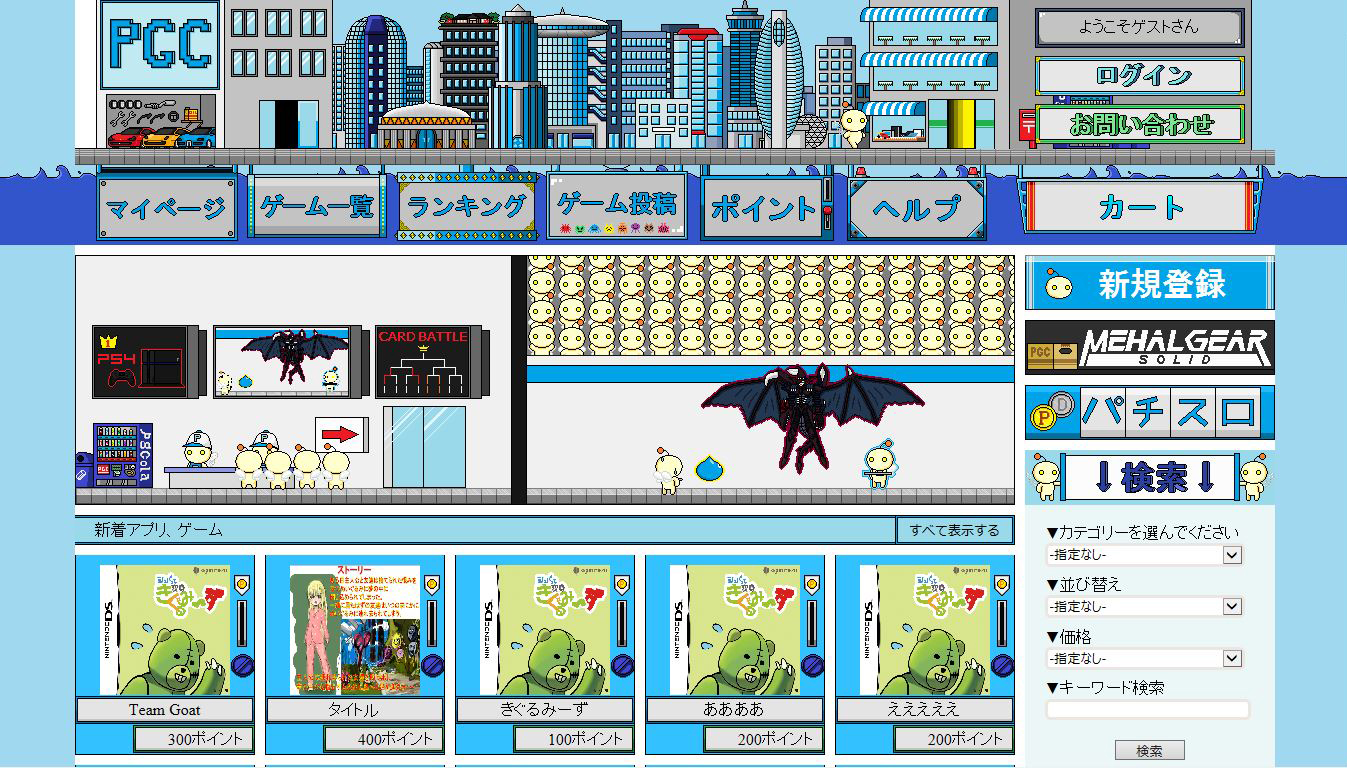 PGC
ようこそゲストさん
ログイン
お問い合わせ
マイページ
ゲーム一覧
ランキング
ゲーム投稿
ポイント
ヘルプ
カート
PS4
CARD BATTLE
PGCola
P
P
新規登録
PGC
MEHALGEAR
SOLID
P D パチスロ
↓検索↓
新着アプリ、ゲーム
すべて表示する
▼カテゴリーを選んでください
-指定なし-
▼並び替え
-指定なし-
▼価格
-指定なし-
▼キーワード検索
検索
NINTENDO DS
ストーリー
NINTENDO DS
NINTENDO DS
NINTENDO DS
Team Goat
タイトル
きぐるみーず
ああああ
えええええ
300ポイント
400ポイント
100ポイント
200ポイント
200ポイント